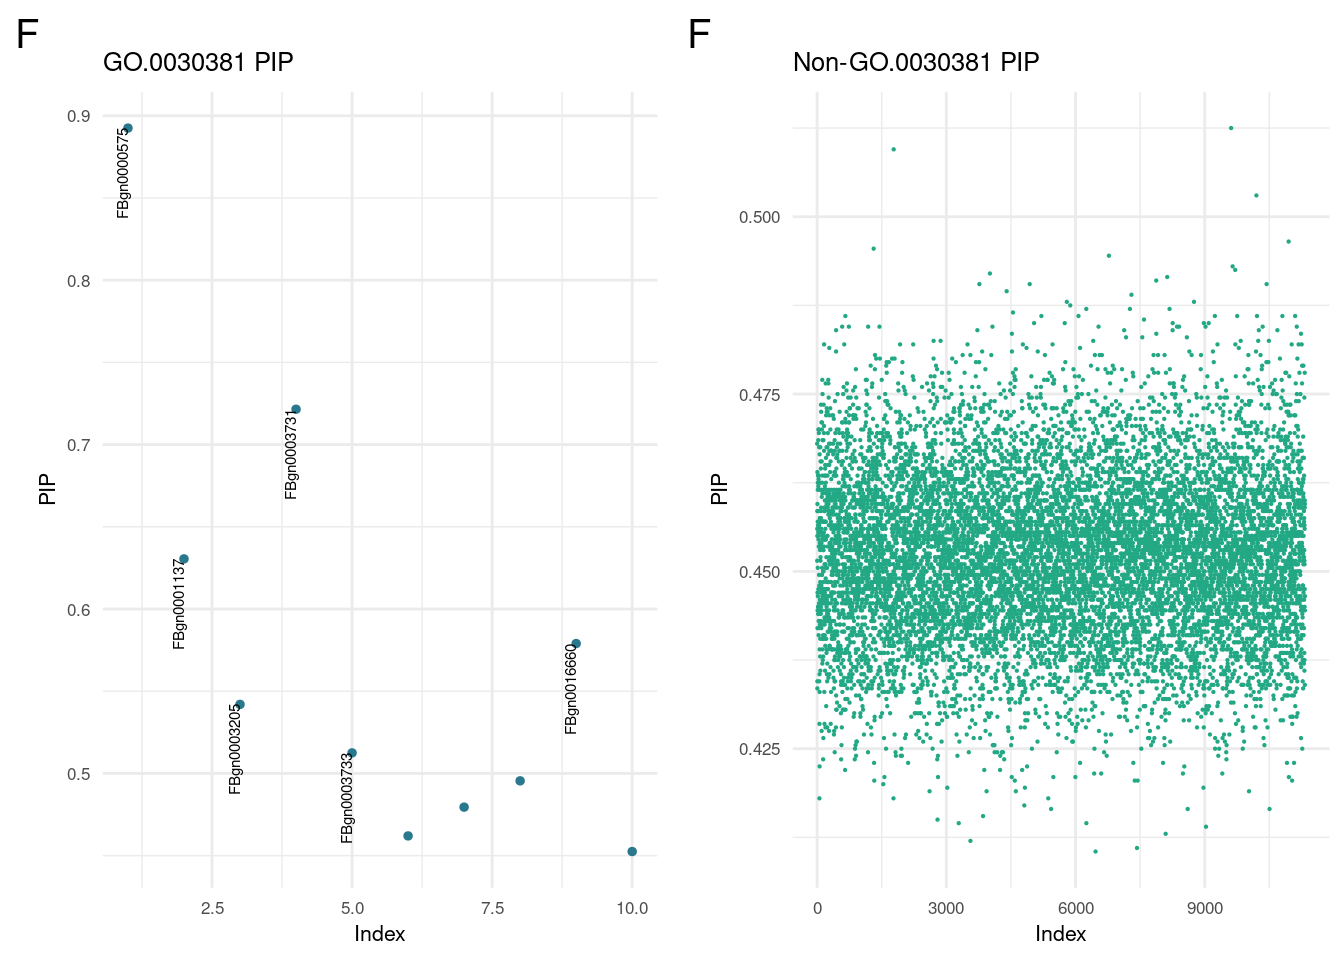 F
GO.0030381 PIP
0.9
0.8
0.7
0.6
0.5
PIP
FBgn0000575
FBgn0001137
FBgn0003205
FBgn0003731
FBgn0003733
FBgn0016660
2.5 5.0 7.5 10.0
Index
F
Non-GO.0030381 PIP
0.500
0.475
0.450
0.425
PIP
0 3000 6000 9000
Index